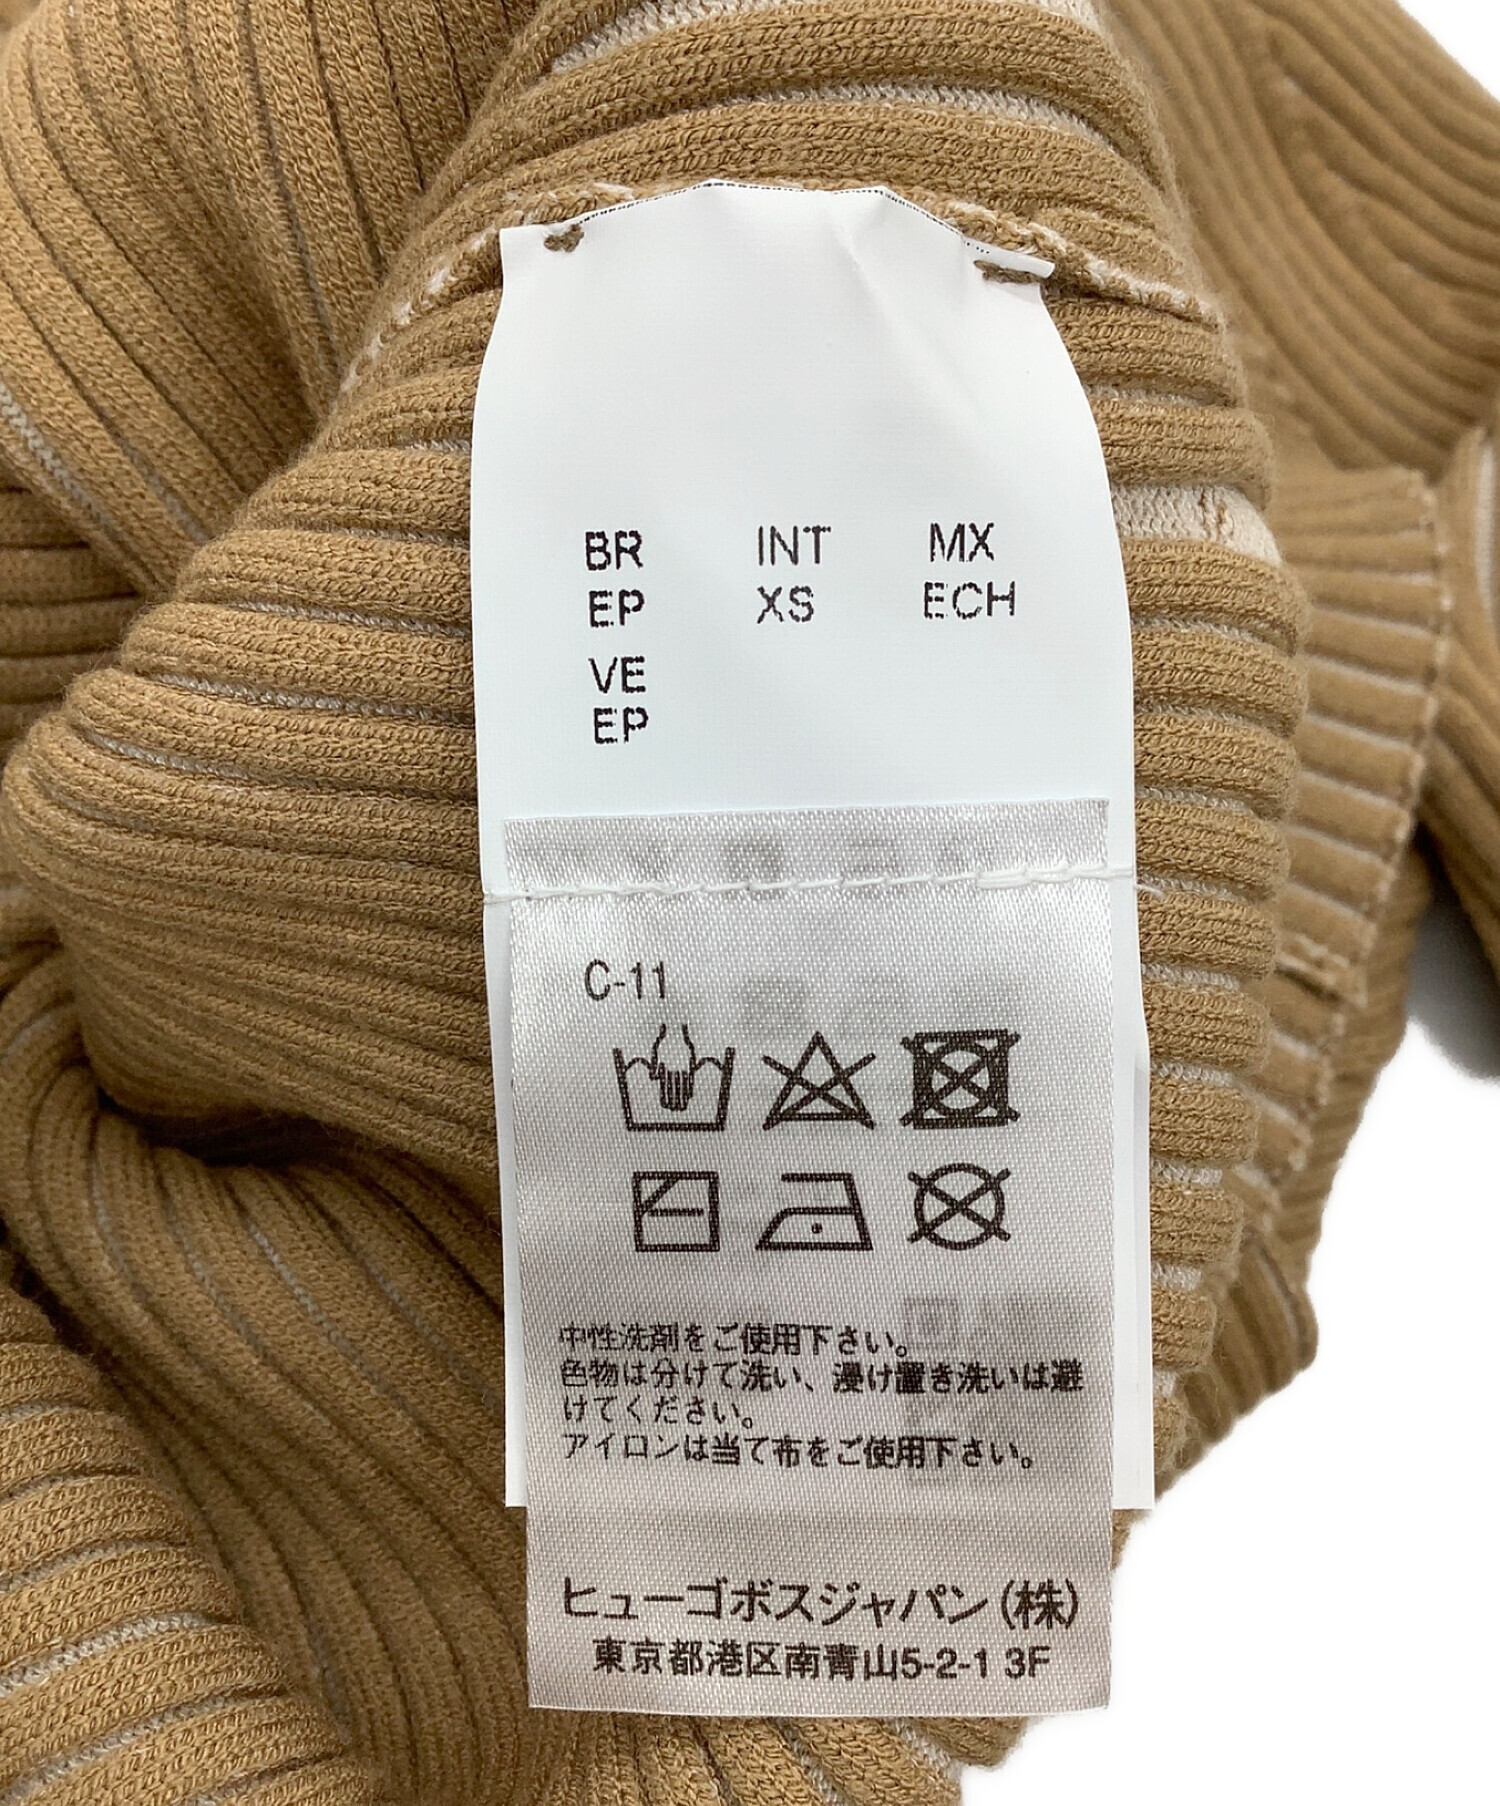 BR INT MX
EP XS ECH
VE
EP
C-11
中性洗剤をご使用下さい。
色物は分けて洗い、浸け置き洗いは避
けてください。
アイロンは当て布をご使用下さい。
ヒューゴボスジャパン(株)
東京都港区南青山5-2-1 3F